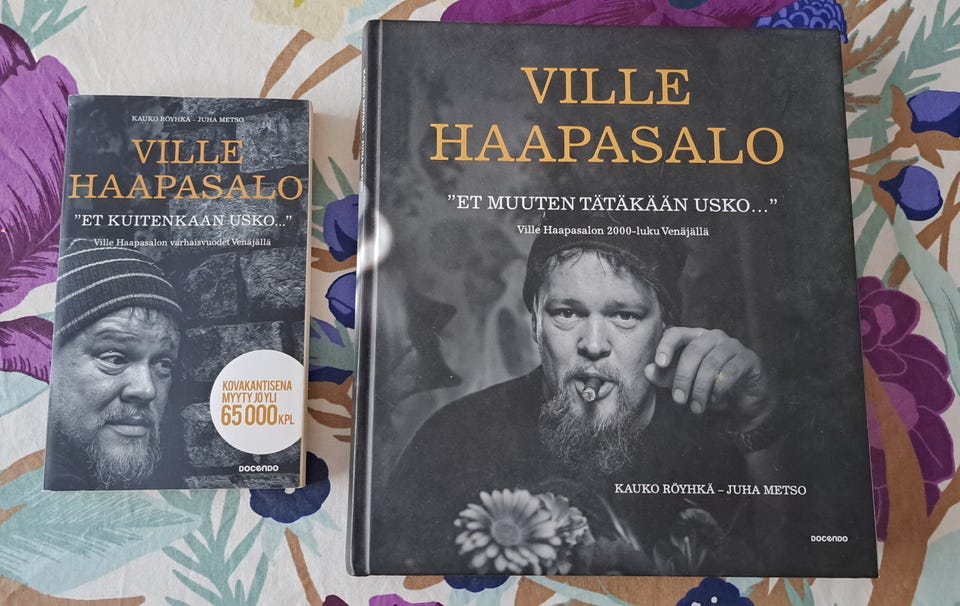 KAUKO RÖYHKÄ – JUHA METSO
VILLE
HAAPASALO
"ET KUITENKAAN USKO..."
Ville Haapasalon varhaisvuodet Venäjällä
KOVAKANTISENA
MYYTY JO YLI
65 000 KPL
DOCENDO
VILLE
HAAPASALO
"ET MUUTEN TÄTÄKÄÄN USKO..."
Ville Haapasalon 2000-luku Venäjällä
KAUKO RÖYHKÄ – JUHA METSO
DOCENDO